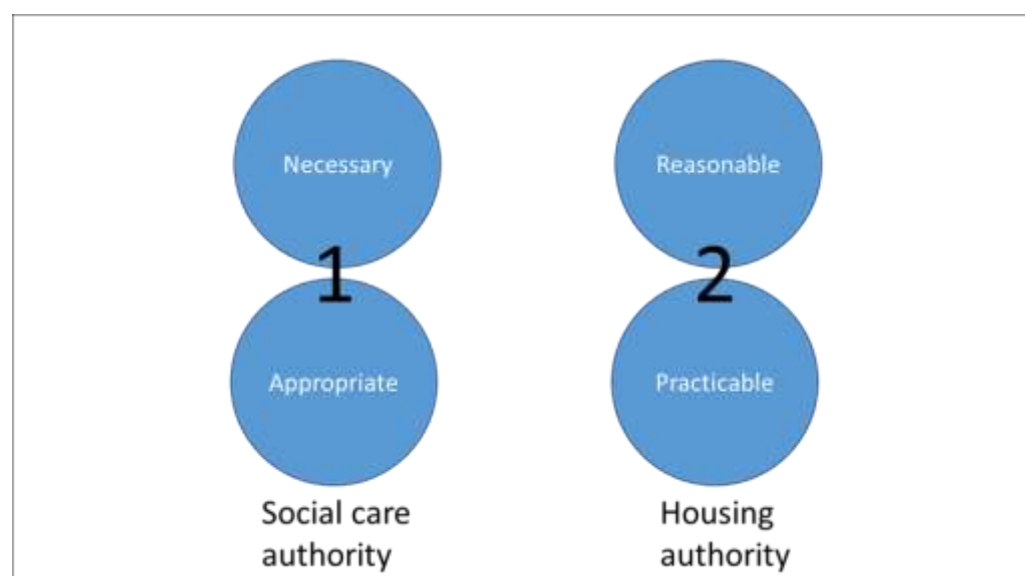 Necessary
1
Appropriate
Social care
authority
Reasonable
2
Practicable
Housing
authority